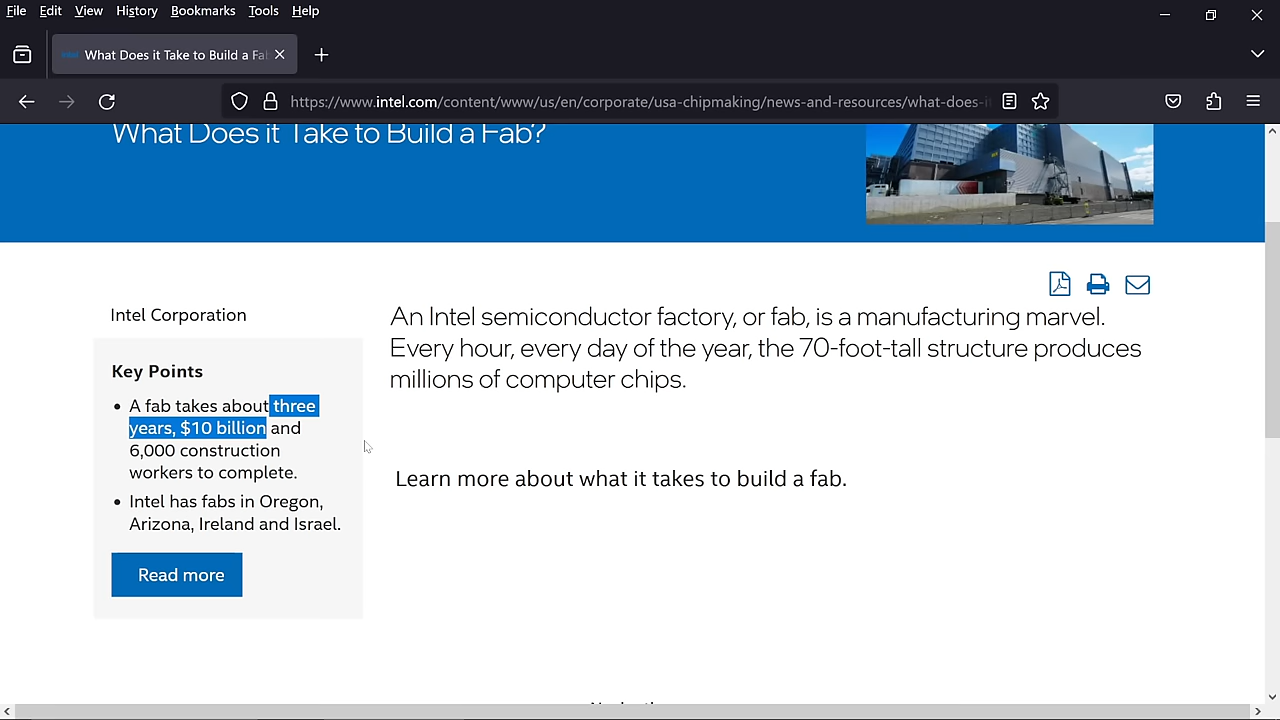 File Edit View History Bookmarks Tools Help
What Does it Take to Build a Fa
https://www.intel.com/content/www/us/en/corporate/usa-chipmaking/news-and-resources/what-does-i
What Does it Take to Build a Fab?
Intel Corporation
Key Points
• A fab takes about three
years, $10 billion and
6,000 construction
workers to complete.
• Intel has fabs in Oregon,
Arizona, Ireland and Israel.
Read more
An Intel semiconductor factory, or fab, is a manufacturing marvel.
Every hour, every day of the year, the 70-foot-tall structure produces
millions of computer chips.
Learn more about what it takes to build a fab.